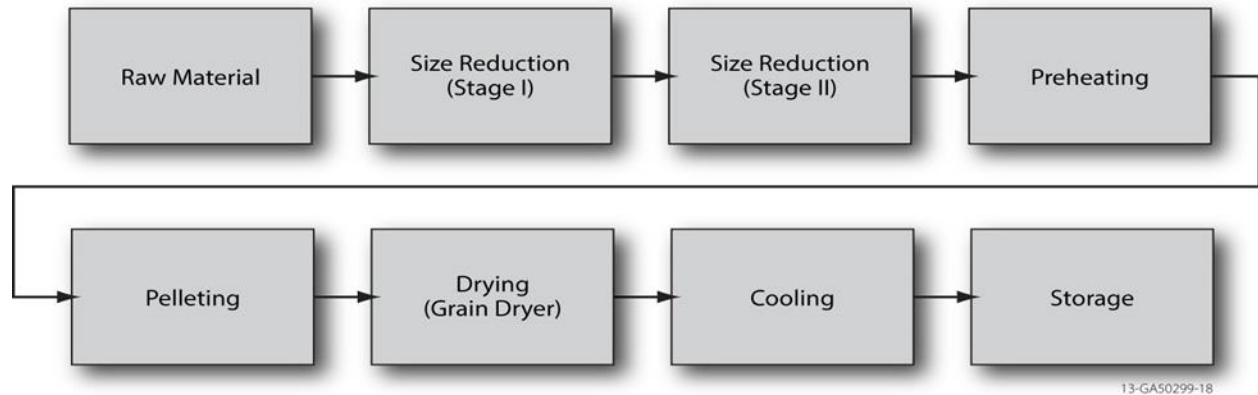 Raw Material
Size Reduction
(Stage I)
Size Reduction
(Stage II)
Preheating
Pelleting
Drying
(Grain Dryer)
Cooling
Storage
13-GA50299-18